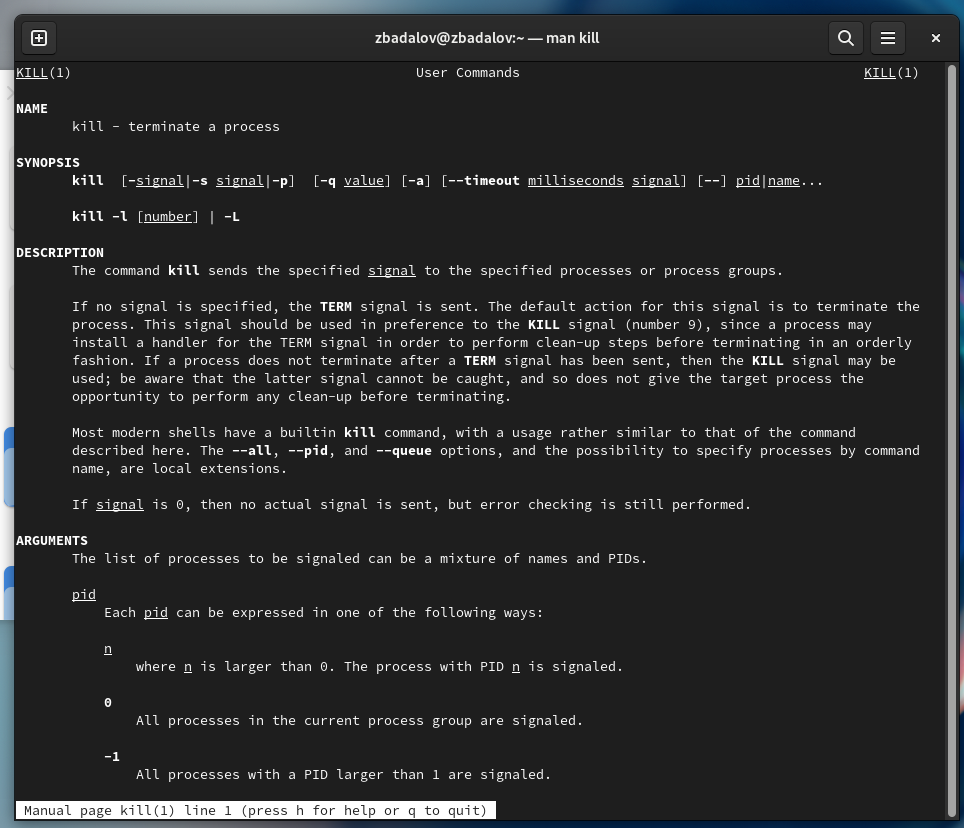 zbadalov@zbadalov:~ — man kill
KILL(1) User Commands KILL(1)
NAME
kill - terminate a process
SYNOPSIS
kill [-signal|-s signal|-p] [-q value] [-a] [--timeout milliseconds signal] [--] pid|name...
kill -l [number] | -L
DESCRIPTION
The command kill sends the specified signal to the specified processes or process groups.
If no signal is specified, the TERM signal is sent. The default action for this signal is to terminate the
process. This signal should be used in preference to the KILL signal (number 9), since a process may
install a handler for the TERM signal in order to perform clean-up steps before terminating in an orderly
fashion. If a process does not terminate after a TERM signal has been sent, then the KILL signal may be
used; be aware that the latter signal cannot be caught, and so does not give the target process the
opportunity to perform any clean-up before terminating.
Most modern shells have a builtin kill command, with a usage rather similar to that of the command
described here. The --all, --pid, and --queue options, and the possibility to specify processes by command
name, are local extensions.
If signal is 0, then no actual signal is sent, but error checking is still performed.
ARGUMENTS
The list of processes to be signaled can be a mixture of names and PIDs.
pid
Each pid can be expressed in one of the following ways:
n
where n is larger than 0. The process with PID n is signaled.
0
All processes in the current process group are signaled.
-1
All processes with a PID larger than 1 are signaled.
Manual page kill(1) line 1 (press h for help or q to quit)